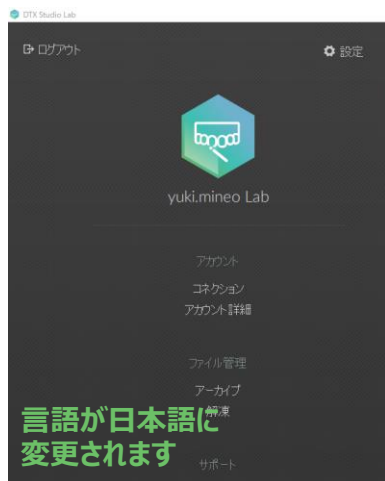 DTX Studio Lab
ログアウト
設定
yuki.mineo Lab
アカウント
コネクション
アカウント詳細
ファイル管理
アーカイブ
解凍
言語が日本語に
変更されます
サポート